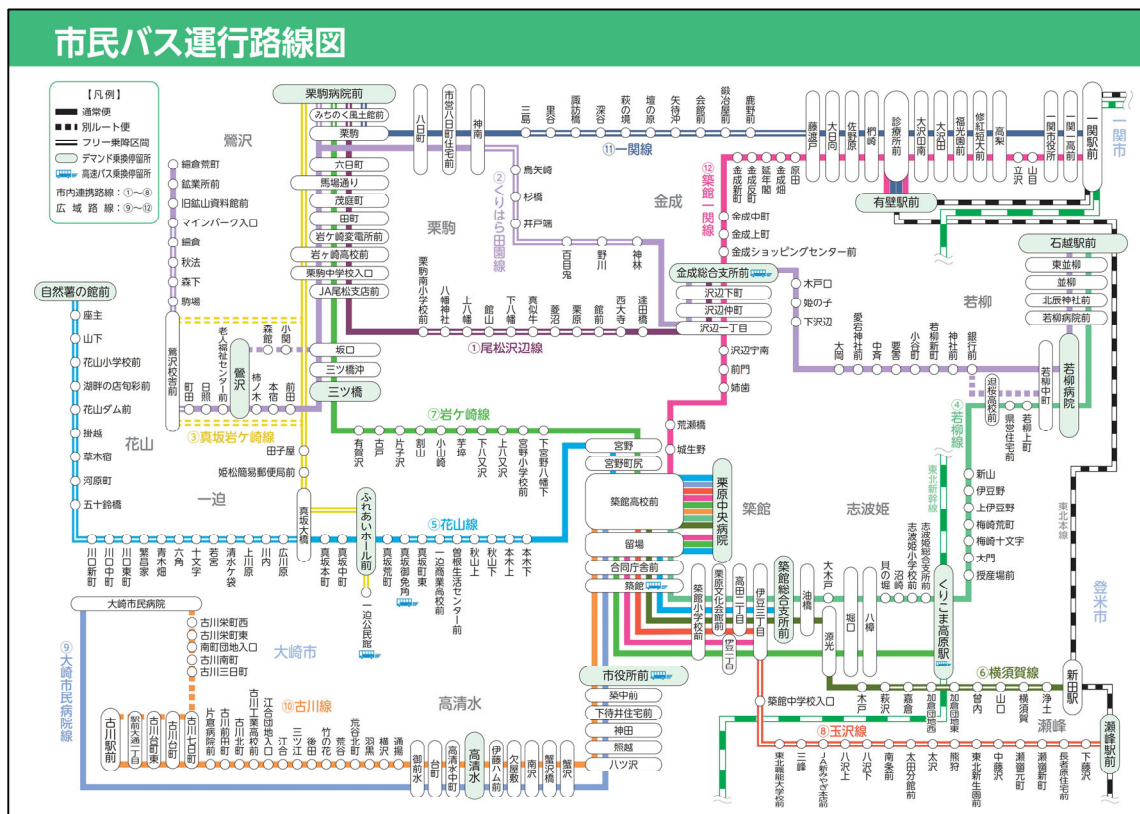 市民バス運行路線図
【凡例】
通常便
別ルート便
フリー乗降区間
デマンド乗換停留所
高速バス乗換停留所
市内連携路線：①～⑧
広域路線：⑨～⑫
栗駒病院前
みちのく風土館前
栗駒
八日町
市営八日町住宅前
神南
三島
里谷
諏訪橋
深谷
萩の境
壇の原
矢待沖
会館前
鍛冶屋前
鹿野前
⑪一関線
藤渡戸
大日向
佐野原
椚崎
診療所前
大沢田南
大沢田
福光園前
修紅短大前
高梨
立沢
山目
一関市役所
一関一高前
一関駅前
一関市
有壁駅前
鶯沢
細倉荒町
鉱業所前
旧鉱山資料館前
マインパーク入口
細倉
秋法
森下
駒場
鶯沢校舎前
町田
日照
老人福祉センター前
鶯沢
森館
小関
柿ノ木
本宿
前田
③真坂岩ケ崎線
六日町
馬場通り
茂庭町
田町
岩ケ崎変電所前
岩ケ崎高校前
栗駒中学校入口
JA尾松支店前
坂口
三ツ橋沖
三ツ橋
栗駒
②くりはら田園線
鳥矢崎
杉橋
井戸端
百目鬼
野川
神林
金成
⑫築館一関線
金成新町
金成反町
延年閣
金成畑
原田
金成中町
金成上町
金成ショッピングセンター前
金成総合支所前
沢辺下町
沢辺仲町
沢辺一丁目
栗駒南小学校前
八幡神社
上八幡
館山
下八幡
真似牛
菱沼
栗原
館前
西大寺
逢田橋
①尾松沢辺線
沢辺宁南
前門
姉歯
荒瀬橋
城生野
木戸口
姫の子
下沢辺
大岡
愛宕神社前
中斉
要害
小谷町
若柳新町
神社前
銀行前
迫桜高校前
県営住宅前
若柳上町
若柳中町
若柳病院
若柳
石越駅前
東並柳
並柳
北辰神社前
若柳病院前
④若柳線
新山
伊豆野
上伊豆野
梅崎荒町
梅崎十文字
大門
授産場前
東北新幹線
東北本線
登米市
自然薯の館前
座主
山下
花山小学校前
湖畔の店旬彩前
花山ダム前
掛越
草木宿
河原町
五十鈴橋
花山
一迫
田子屋
姫松簡易郵便局前
真坂大橋
⑦岩ケ崎線
有賀沢
古戸
片子沢
割山
小山崎
芋埣
下八又沢
上八又沢
宮野小学校前
下宮野八幡下
宮野
宮野町尻
築館高校前
留場
合同庁舎前
築館
栗原中央病院
築館
志波姫
⑤花山線
川口新町
川口中町
川口東町
繁昌家
青木畑
六角
十文字
若宮
清水ケ袋
上川原
川内
広川原
真坂本町
真坂中町
ふれあいホール前
真坂荒町
真坂御免角
真坂町東
一迫商業高校前
曽根生活センター前
秋山上
秋山下
本木上
本木下
一迫公民館
築館小学校前
栗原文化会館前
高田二丁目
伊豆二丁目
伊豆三丁目
築館総合支所前
油橋
大木戸
源光
堀口
八樟
貝の堀
沼崎
志波姫小学校前
志波姫総合支所前
くりこま高原駅
⑥横須賀線
木戸
萩沢
嘉倉
加倉団地西
加倉団地東
曽内
山口
横須賀
浄土
新田駅
瀬峰
瀬峰駅前
築館中学校入口
⑧玉沢線
東北職能大学校前
三峰
JA新みやぎ本店前
八沢上
八沢下
南条前
太田分館前
太沢
熊狩
東北新生園前
中藤沢
瀬嶺元町
瀬嶺新町
長者原住宅前
下藤沢
大崎市民病院
古川栄町西
古川栄町東
南町団地入口
古川南町
古川三日町
大崎市
⑨大崎市民病院線
⑩古川線
古川駅前
駅前大通一丁目
古川台町東
古川台町
古川七日町
片倉病院前
古川前田町
古川北町
古川工業高校前
江合団地入口
江合
三ツ江
後田
竹の花
荒谷
荒谷北町
羽黒
横沢
通揚
高清水
御前水
台町
高清水中町
高清水
伊藤ハム前
欠屋敷
南沢
蟹沢橋
蟹沢
市役所前
築中前
下待井住宅前
神田
熊越
八ツ沢